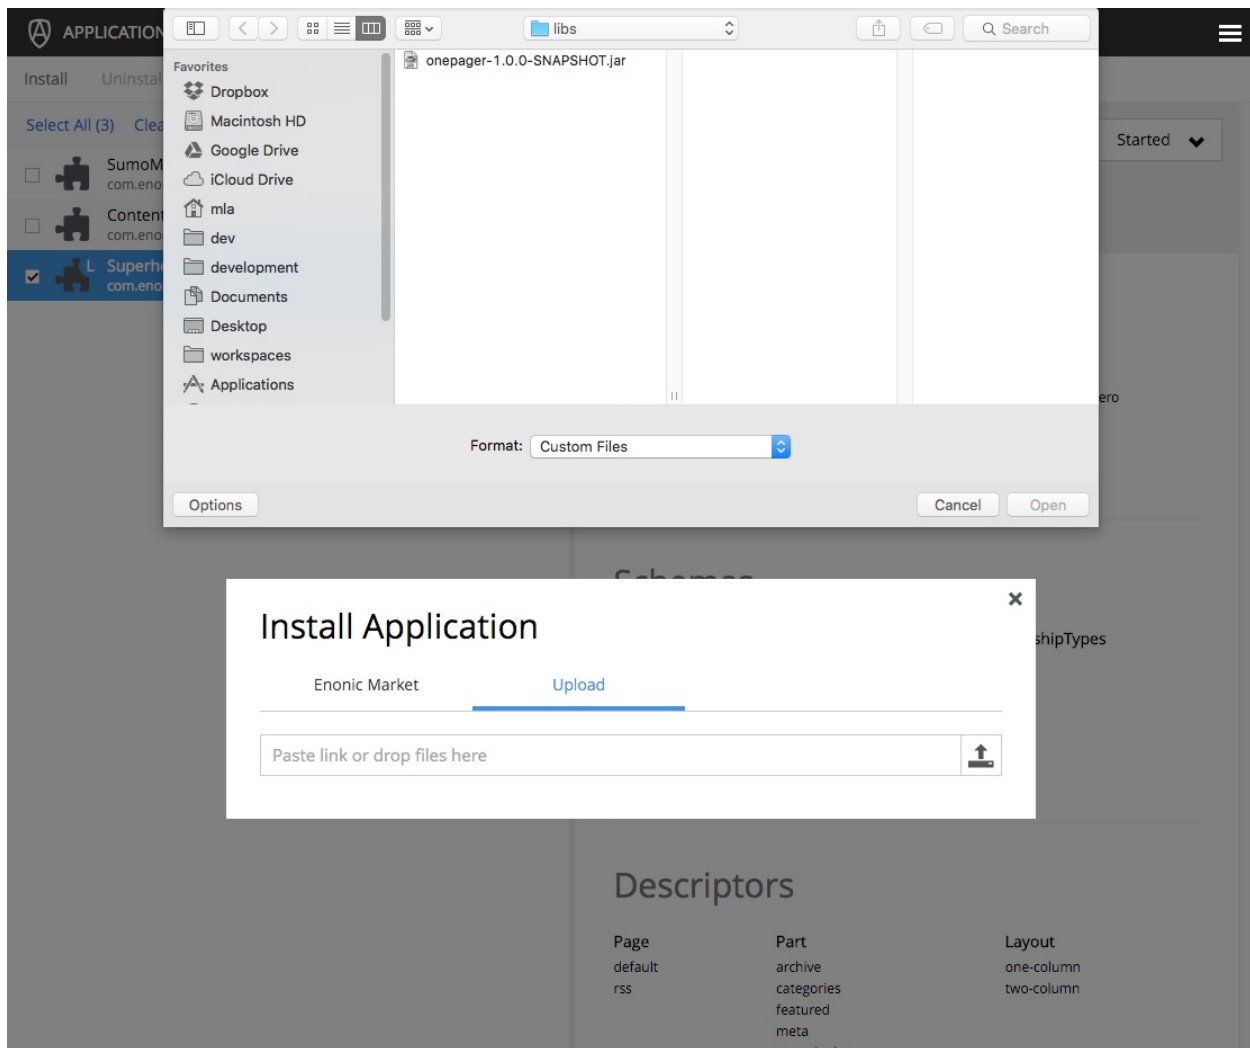 APPLICATION
libs
Search
Install Uninstal
Select All (3) Clea
SumoM
com.eno
Content
com.eno
L Superhe
com.eno
Favorites
Dropbox
Macintosh HD
Google Drive
iCloud Drive
mla
dev
development
Documents
Desktop
workspaces
Applications
onepager-1.0.0-SNAPSHOT.jar
Started
ero
Format: Custom Files
Options
Cancel Open
Schemas
Install Application
Enonic Market Upload
Paste link or drop files here
shipTypes
Descriptors
Page Part Layout
default archive one-column
rss categories two-column
featured
meta